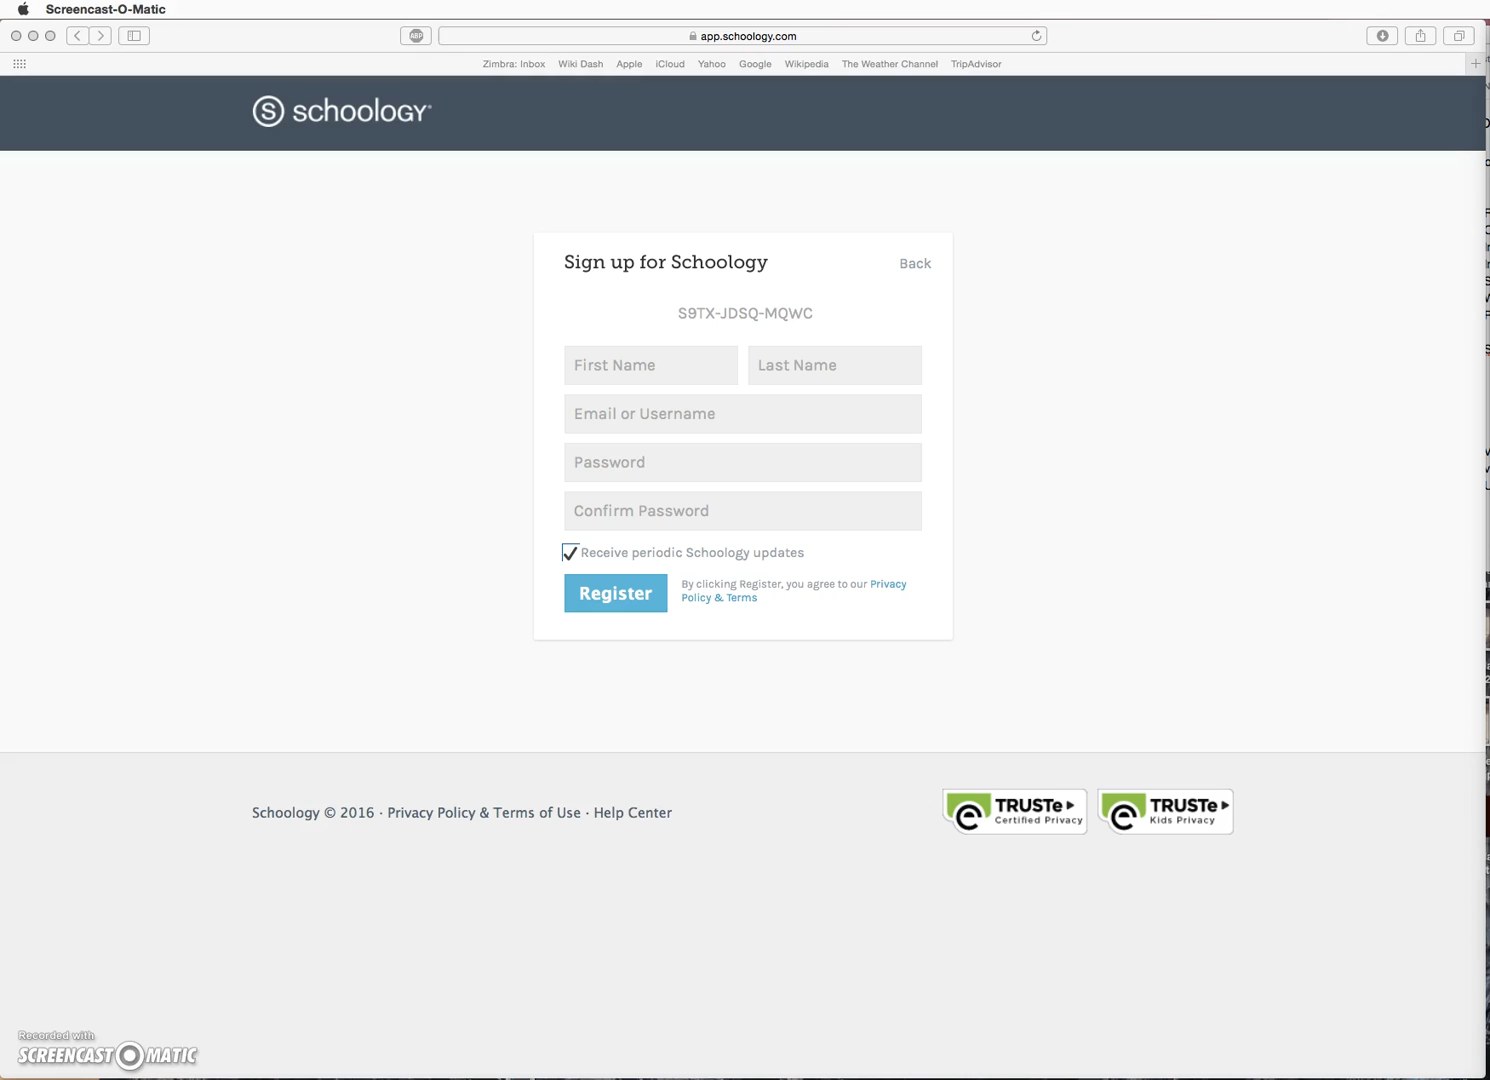 Screencast-O-Matic
ABP
app.schoology.com
Zimbra: Inbox Wiki Dash Apple iCloud Yahoo Google Wikipedia The Weather Channel TripAdvisor
S schoology
Sign up for Schoology Back
S9TX-JDSQ-MQWC
First Name Last Name
Email or Username
Password
Confirm Password
Receive periodic Schoology updates
Register
By clicking Register, you agree to our Privacy
Policy & Terms
Schoology © 2016 · Privacy Policy & Terms of Use · Help Center
e TRUSTe
Certified Privacy
e TRUSTe
Kids Privacy
Recorded with
SCREENCAST-O-MATIC